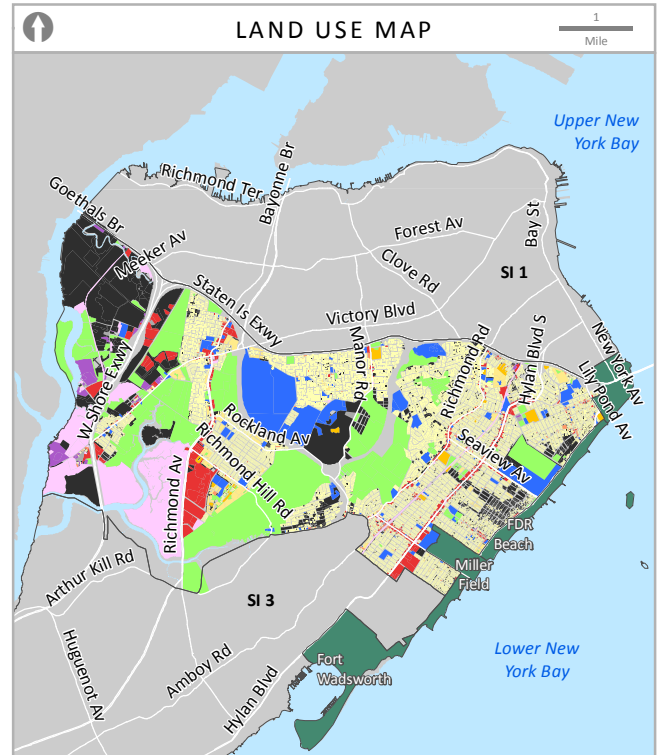 LAND USE MAP
1
Mile
Upper New
York Bay
Richmond Ter
Bayonne Br
Goethals Br
Meeker Av
Forest Av
Bay St
Clove Rd
SI 1
Staten Is Exwy
Victory Blvd
Manor Rd
Richmond Rd
Hylan Blvd S
New York Av
Lily Pond Av
W Shore Exwy
Rockland Av
Richmond Hill Rd
Seaview Av
Richmond Av
FDR
Beach
Miller
Field
Arthur Kill Rd
SI 3
Huguenot Av
Amboy Rd
Hylan Blvd
Fort
Wadsworth
Lower New
York Bay